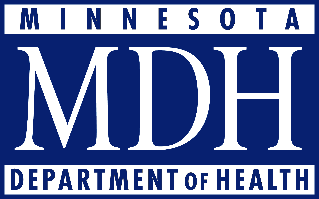 MINNESOTA
MDH
DEPARTMENT OF HEALTH